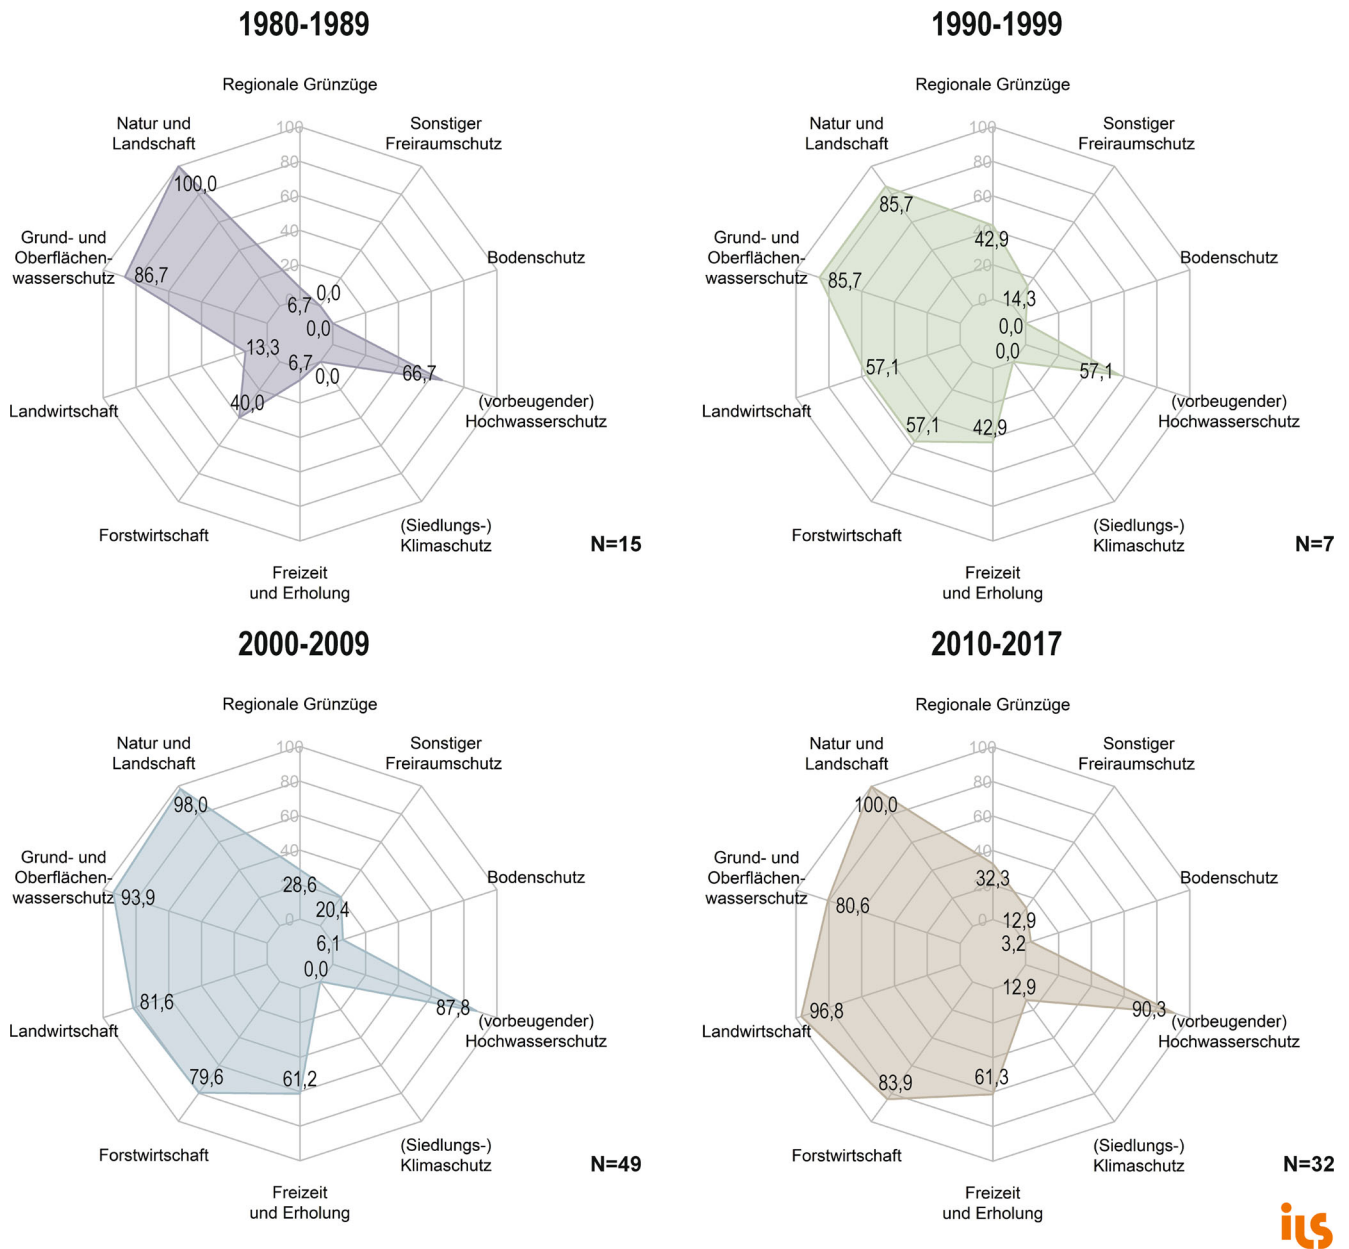 1980-1989
Regionale Grünzüge
Natur und
Landschaft
Sonstiger
Freiraumschutz
100
80
60
40
20
0
100,0
Grund- und
Oberflächen-
wasserschutz
86,7
Bodenschutz
6,7
0,0
0,0
13,3
6,7
0,0
66,7
40,0
Landwirtschaft
(vorbeugender)
Hochwasserschutz
Forstwirtschaft
(Siedlungs-)
Klimaschutz
N=15
Freizeit
und Erholung
1990-1999
Regionale Grünzüge
Natur und
Landschaft
Sonstiger
Freiraumschutz
100
80
60
40
20
0
85,7
42,9
Grund- und
Oberflächen-
wasserschutz
85,7
Bodenschutz
14,3
0,0
0,0
57,1
57,1
57,1
42,9
Landwirtschaft
(vorbeugender)
Hochwasserschutz
Forstwirtschaft
(Siedlungs-)
Klimaschutz
N=7
Freizeit
und Erholung
2000-2009
Regionale Grünzüge
Natur und
Landschaft
Sonstiger
Freiraumschutz
100
80
60
40
0
98,0
Grund- und
Oberflächen-
wasserschutz
93,9
28,6
20,4
Bodenschutz
6,1
0,0
81,6
87,8
79,6
61,2
Landwirtschaft
(vorbeugender)
Hochwasserschutz
Forstwirtschaft
(Siedlungs-)
Klimaschutz
N=49
Freizeit
und Erholung
2010-2017
Regionale Grünzüge
Natur und
Landschaft
Sonstiger
Freiraumschutz
100
80
60
40
0
100,0
Grund- und
Oberflächen-
wasserschutz
80,6
32,3
12,9
Bodenschutz
3,2
12,9
96,8
90,3
83,9
61,3
Landwirtschaft
(vorbeugender)
Hochwasserschutz
Forstwirtschaft
(Siedlungs-)
Klimaschutz
N=32
Freizeit
und Erholung
ils